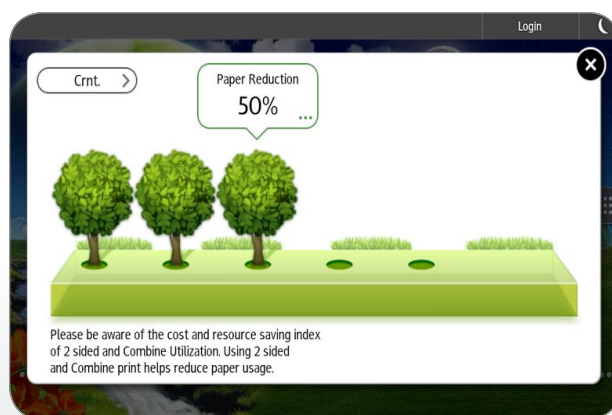 Login
Crnt.
Paper Reduction
50%
...
Please be aware of the cost and resource saving index
of 2 sided and Combine Utilization. Using 2 sided
and Combine print helps reduce paper usage.